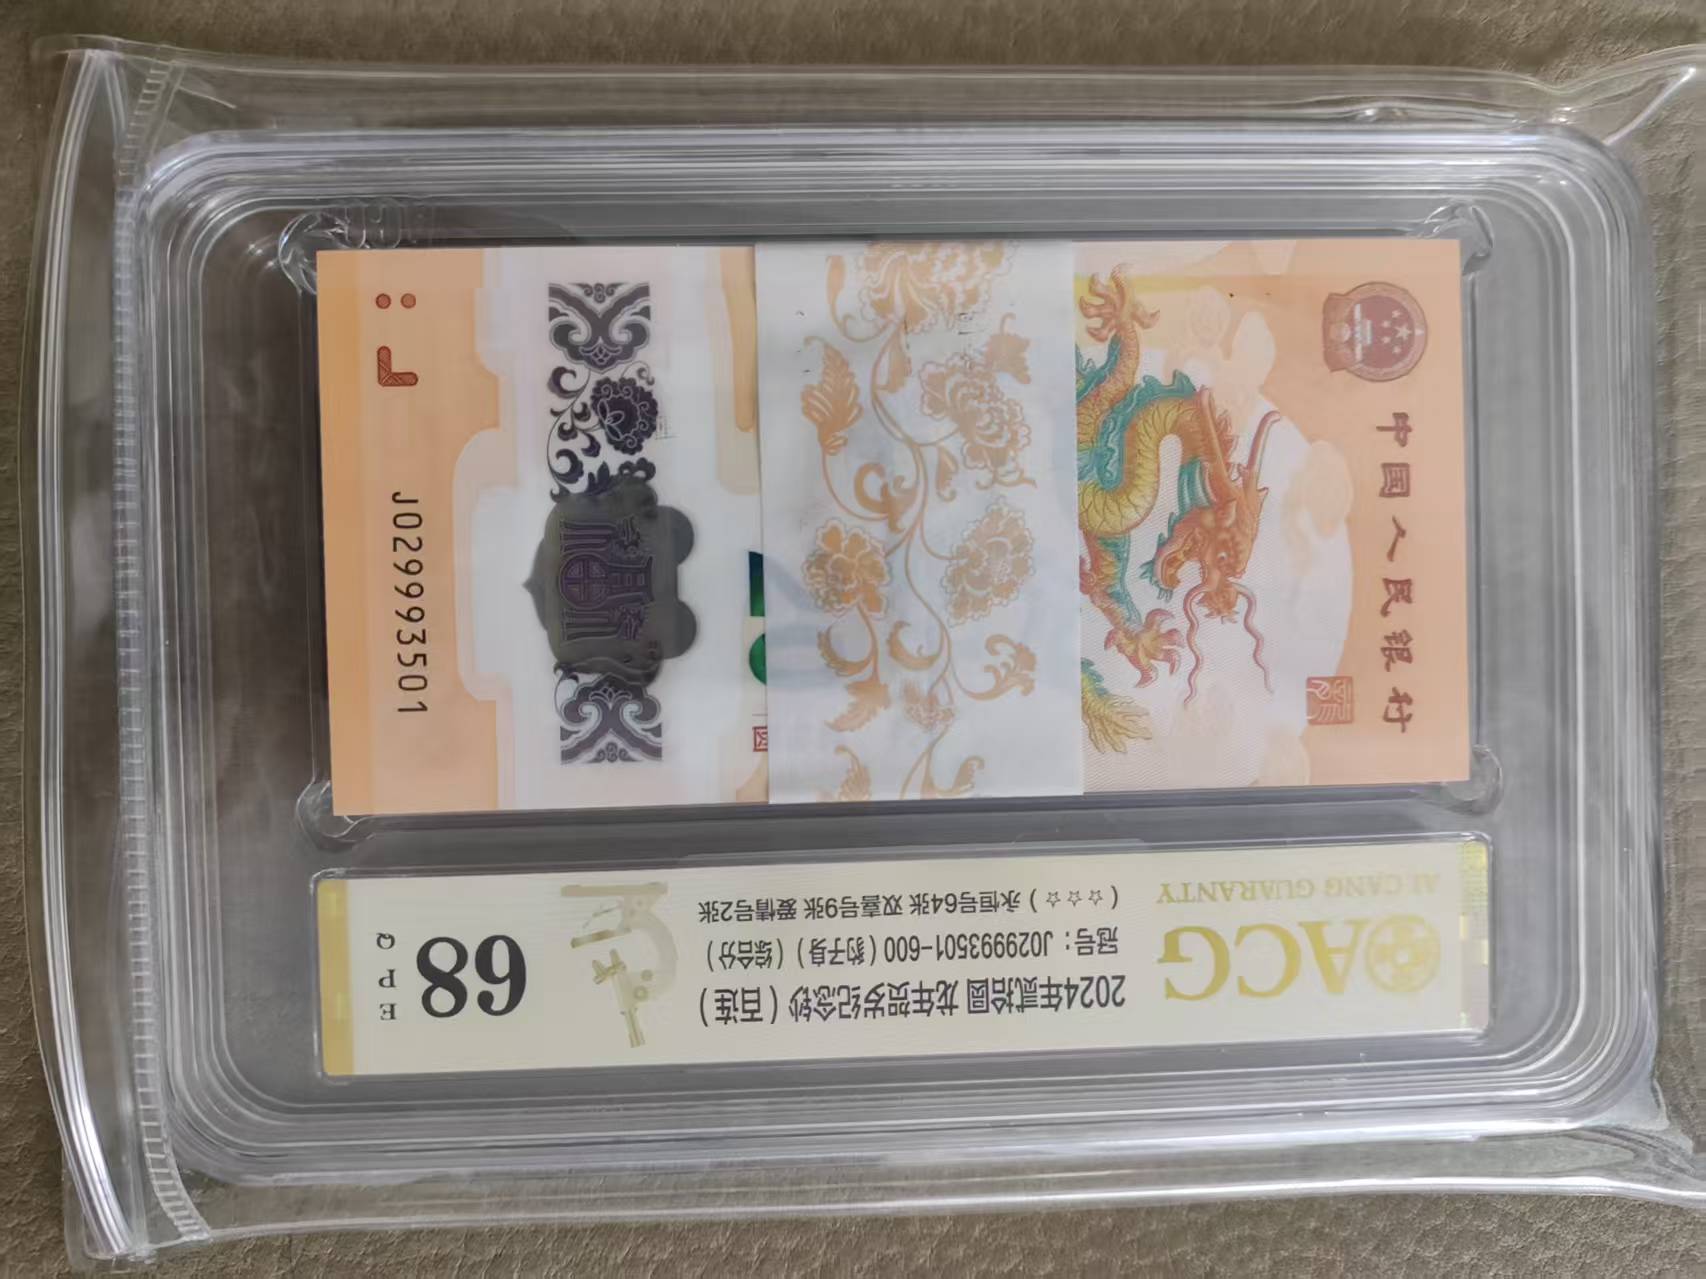 中国人民银行
J029993501
圆
ACG
AI CANG GUARANTY
2024年贰拾圆 龙年贺岁纪念钞（百连）
冠号：J029993501-600（豹子身）（综合分）
（☆☆☆）永恒号64张 双喜号9张 爱情号2张
68
E P Q